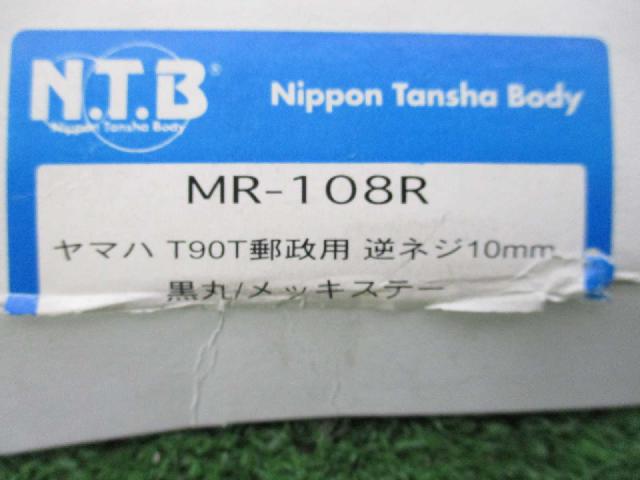 N.T.B®
Nippon Tansha Body
Nippon Tansha Body
MR-108R
ヤマハ T90T郵政用 逆ネジ10mm
黒丸/メッキステー